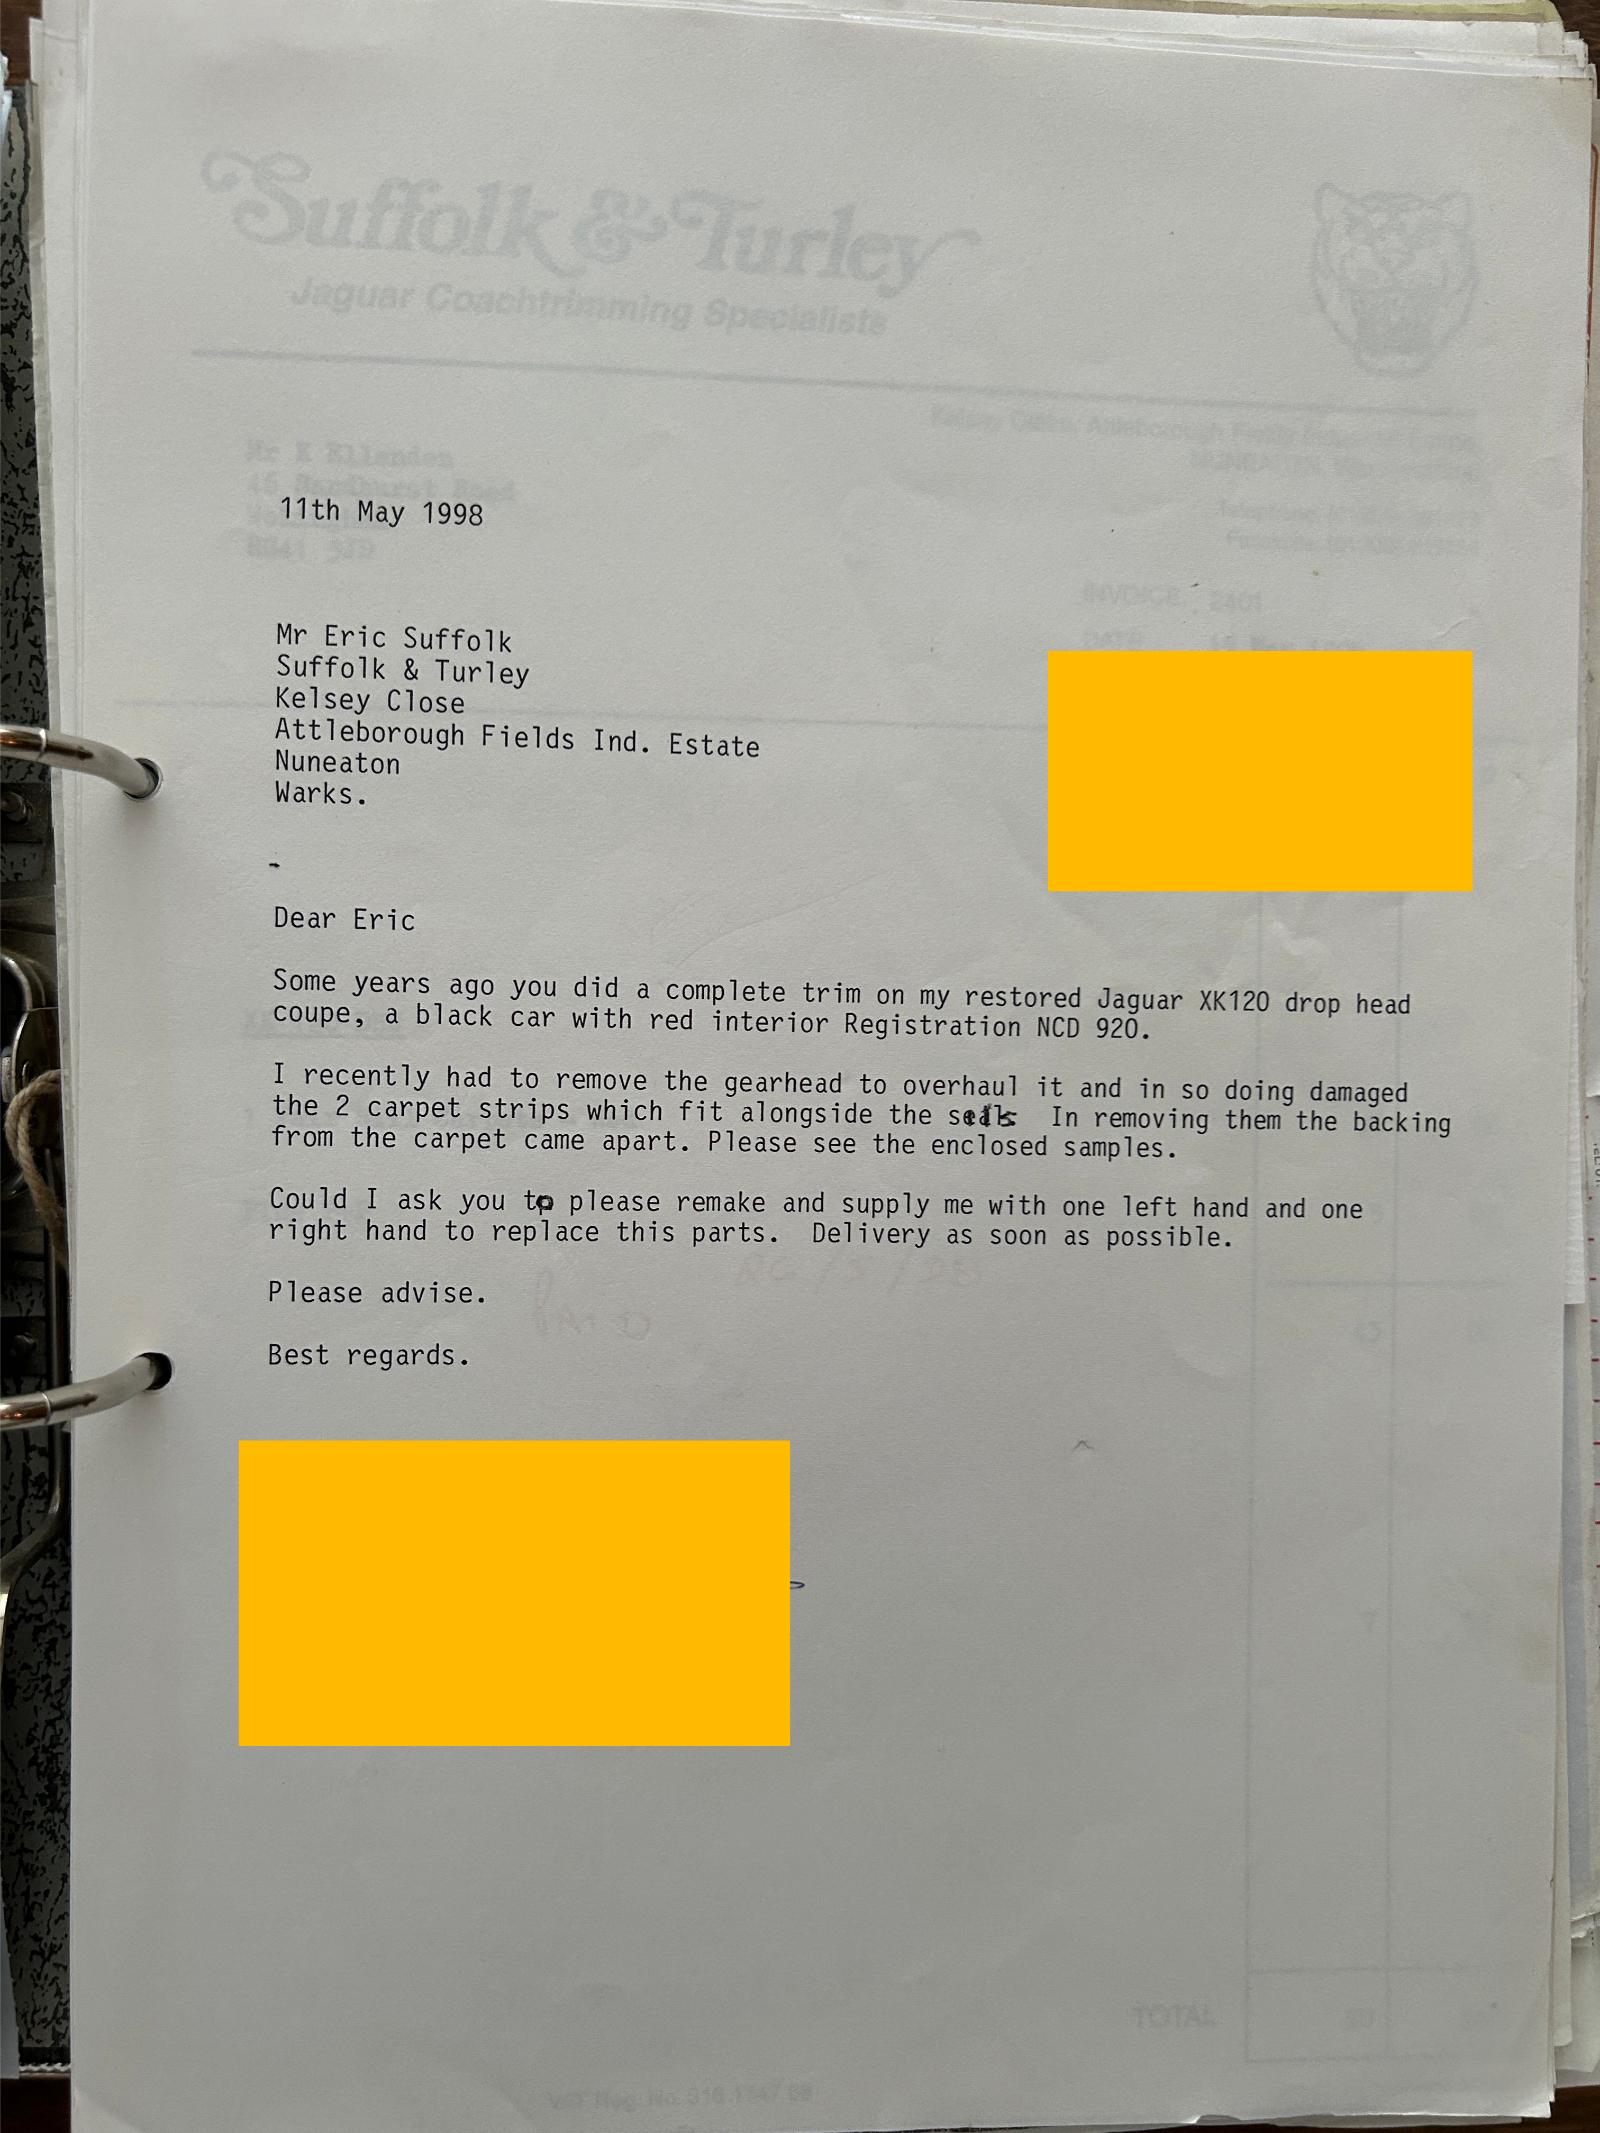 Suffolk & Turley
Jaguar Coachtrimming Specialists
11th May 1998
INVOICE 2401
Mr Eric Suffolk
Suffolk & Turley
Kelsey Close
Attleborough Fields Ind. Estate
Nuneaton
Warks.
-
Dear Eric
Some years ago you did a complete trim on my restored Jaguar XK120 drop head
coupe, a black car with red interior Registration NCD 920.
I recently had to remove the gearhead to overhaul it and in so doing damaged
the 2 carpet strips which fit alongside the In removing them the backing
from the carpet came apart. Please see the enclosed samples.
Could I ask you to please remake and supply me with one left hand and one
right hand to replace this parts. Delivery as soon as possible.
Please advise.
Best regards.
TOTAL